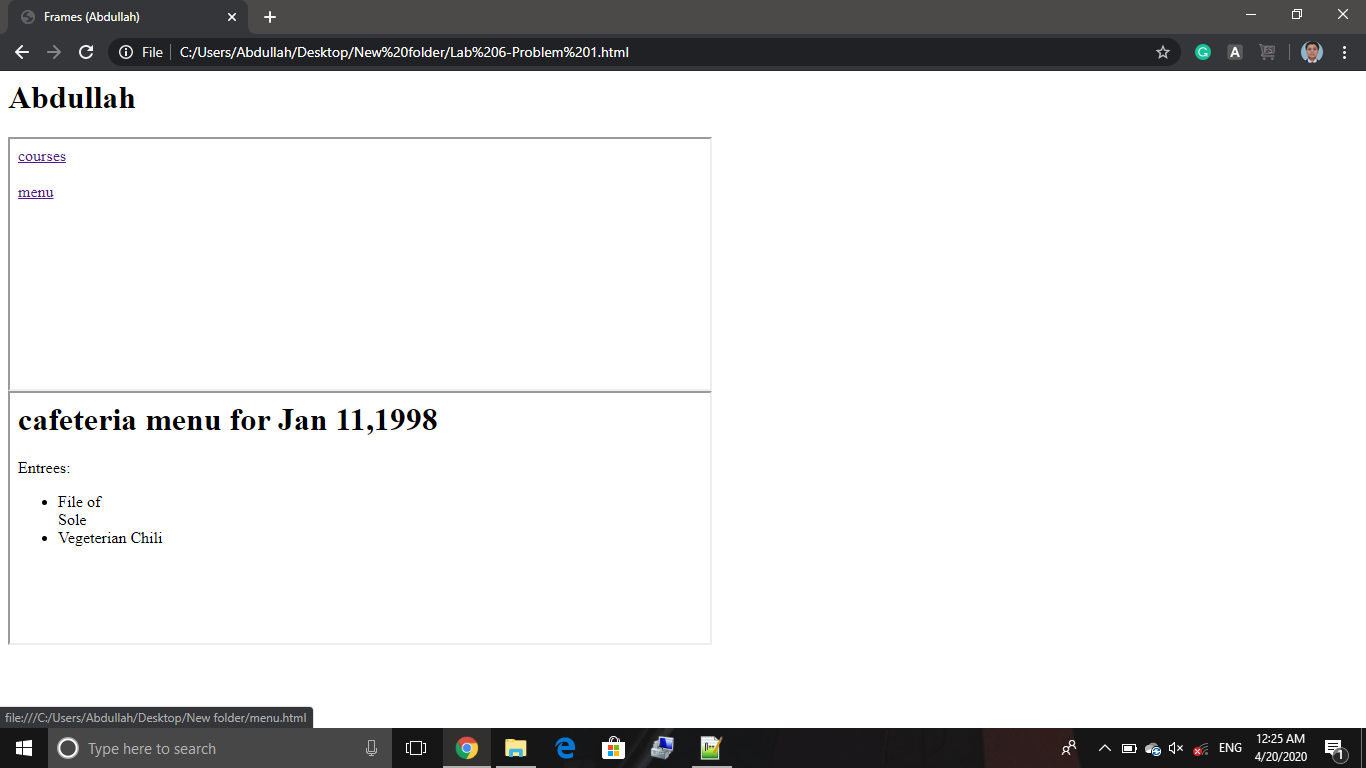 Frames (Abdullah)
File C:/Users/Abdullah/Desktop/New%20folder/Lab%206-Problem%201.html
Abdullah
courses
menu
cafeteria menu for Jan 11,1998
Entrees:
• File of
Sole
• Vegeterian Chili
file:///C:/Users/Abdullah/Desktop/New folder/menu.html
Type here to search
ENG
12:25 AM
4/20/2020
1